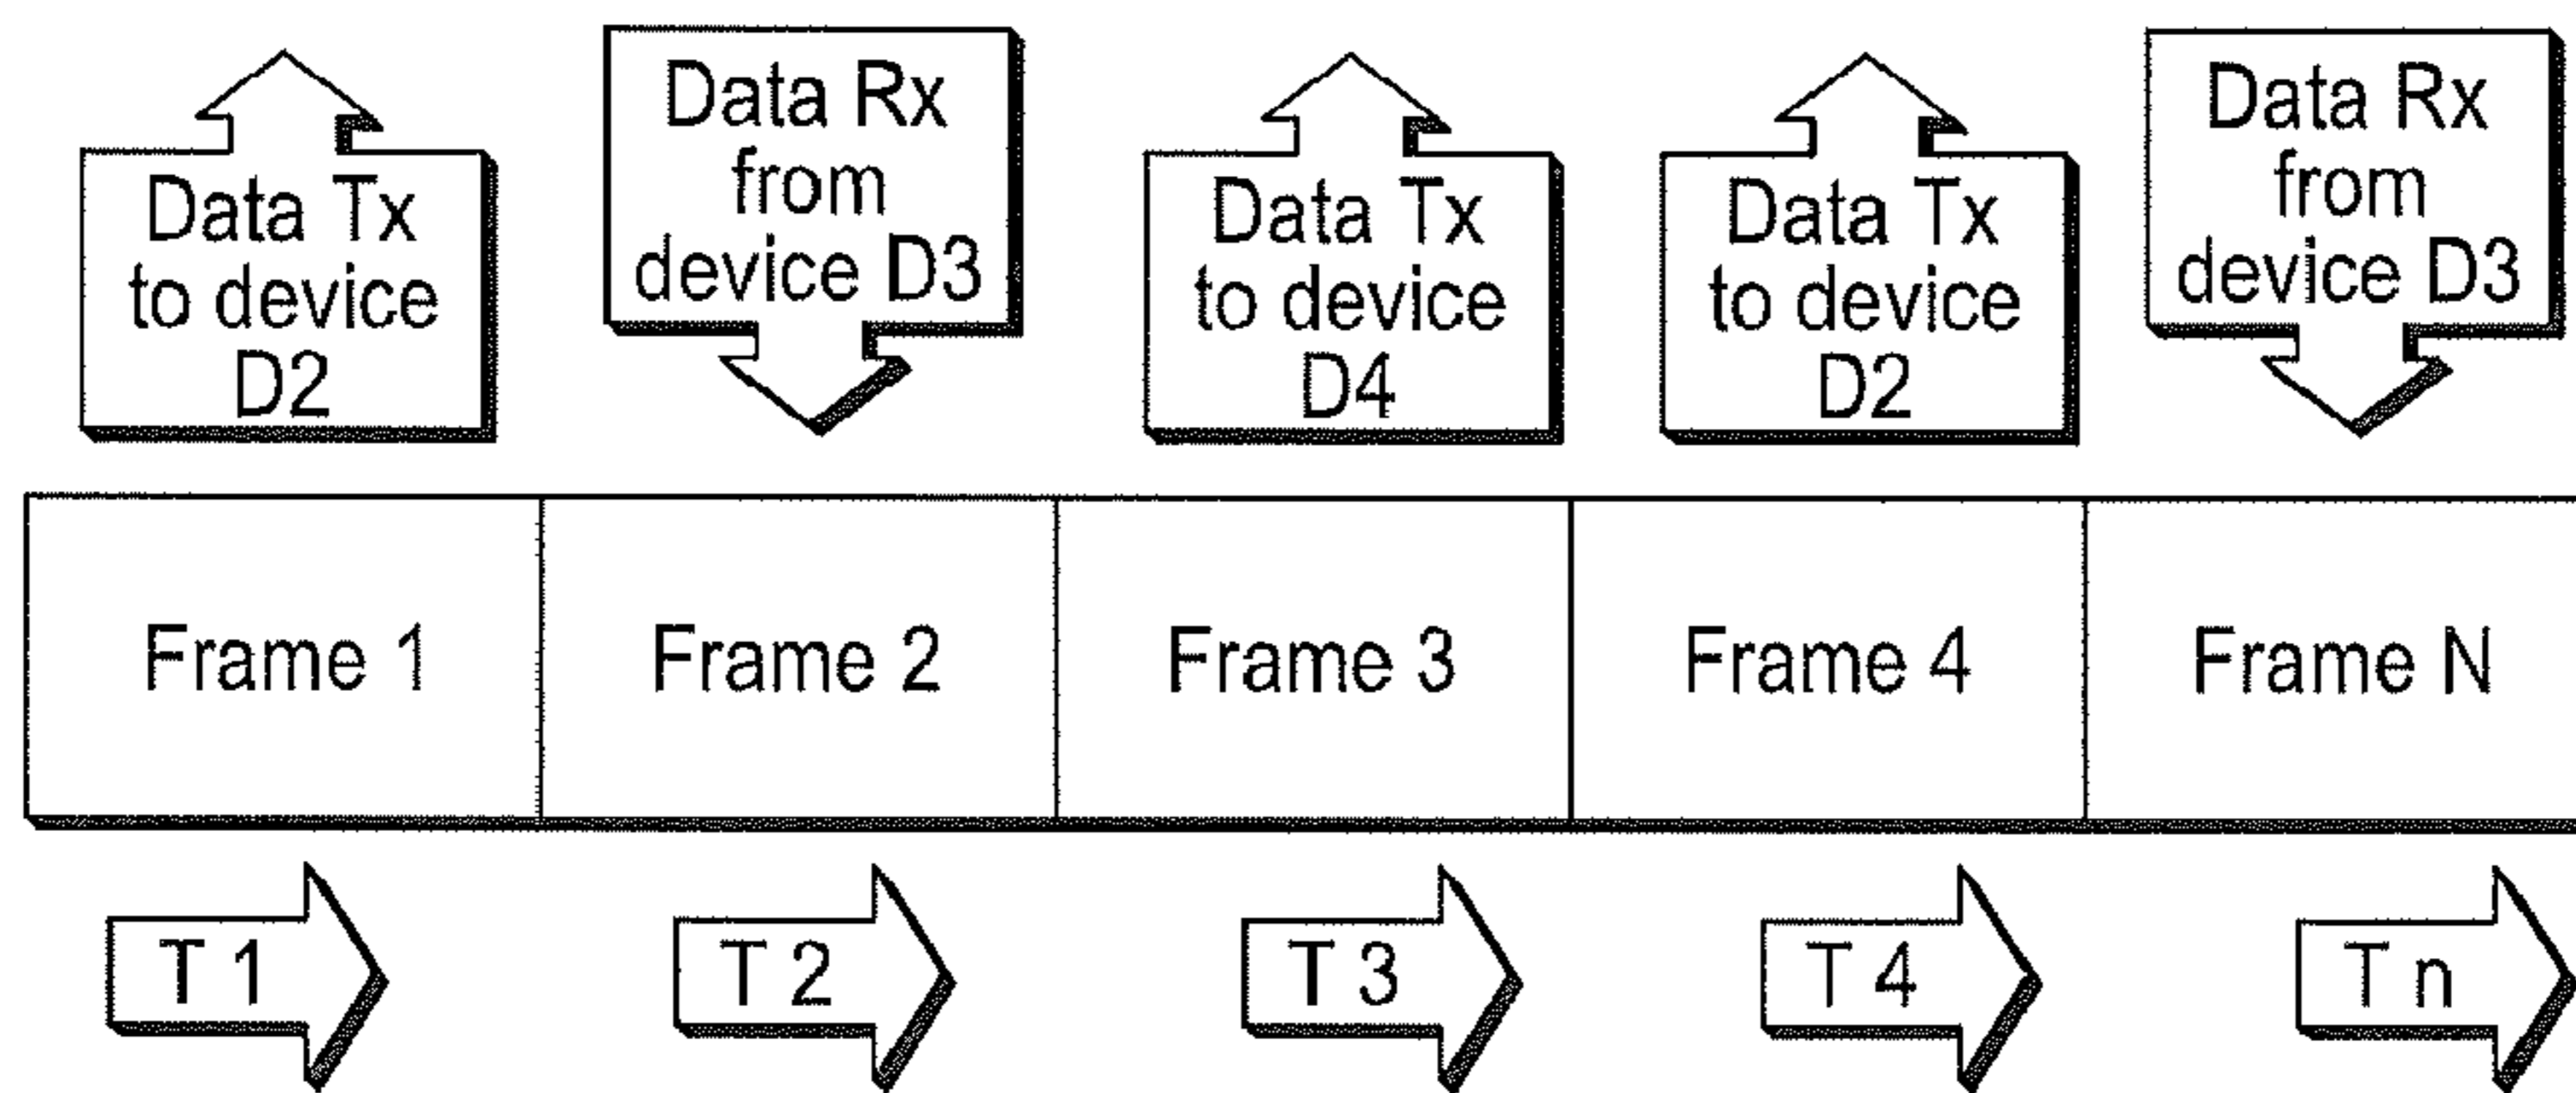 Data Tx
to device
D2
Data Rx
from
device D3
Data Tx
to device
D4
Data Tx
to device
D2
Data Rx
from
device D3
Frame 1
Frame 2
Frame 3
Frame 4
Frame N
T 1
T 2
T 3
T 4
T n